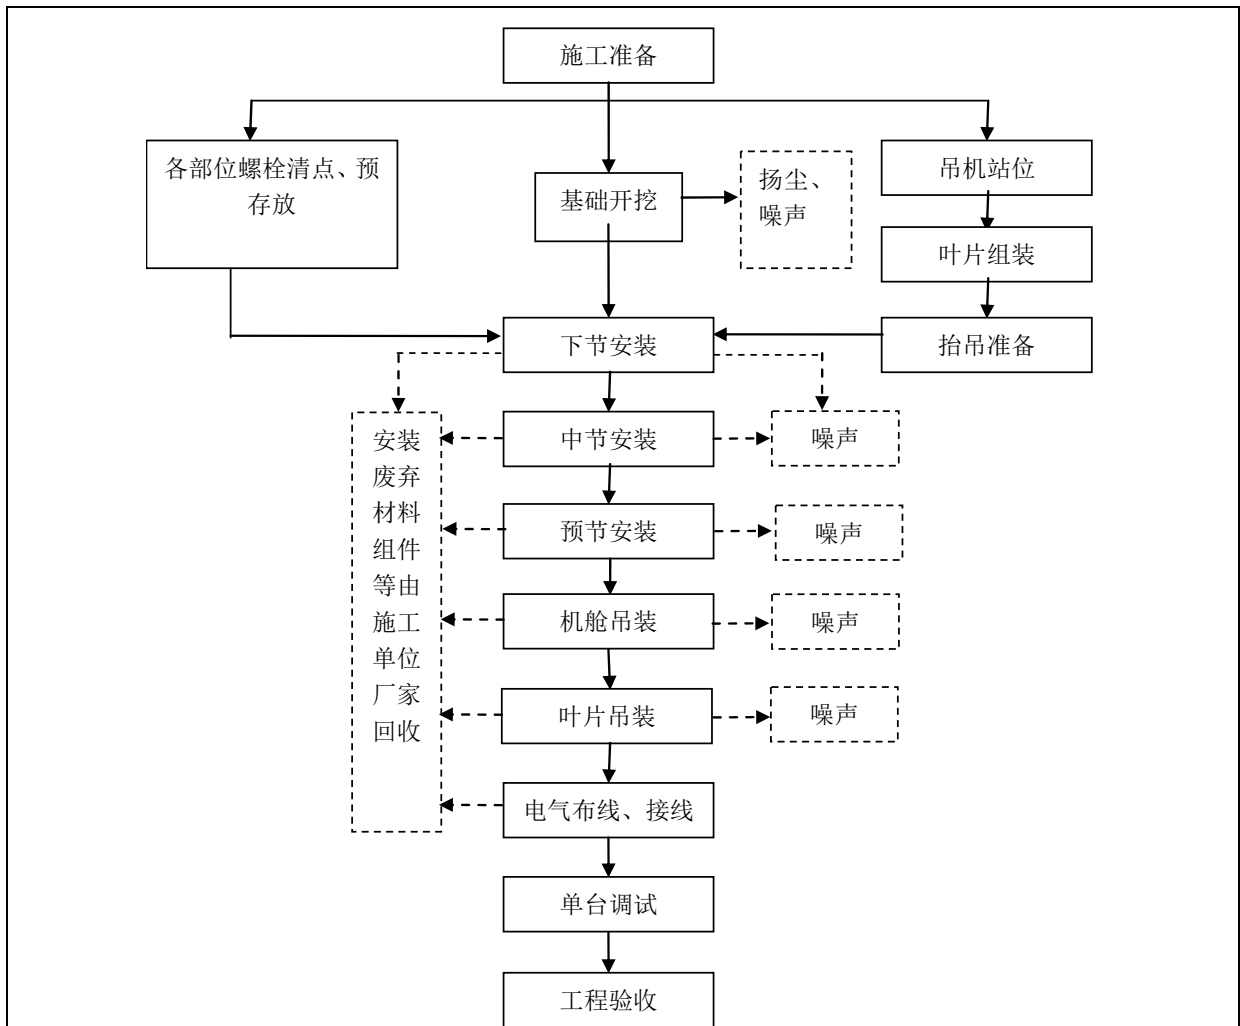 施工准备
各部位螺栓清点、预
存放
基础开挖
扬尘、
噪声
吊机站位
叶片组装
抬吊准备
下节安装
安装
废弃
材料
组件
等由
施工
单位
厂家
回收
中节安装
噪声
预节安装
噪声
机舱吊装
噪声
叶片吊装
噪声
电气布线、接线
单台调试
工程验收